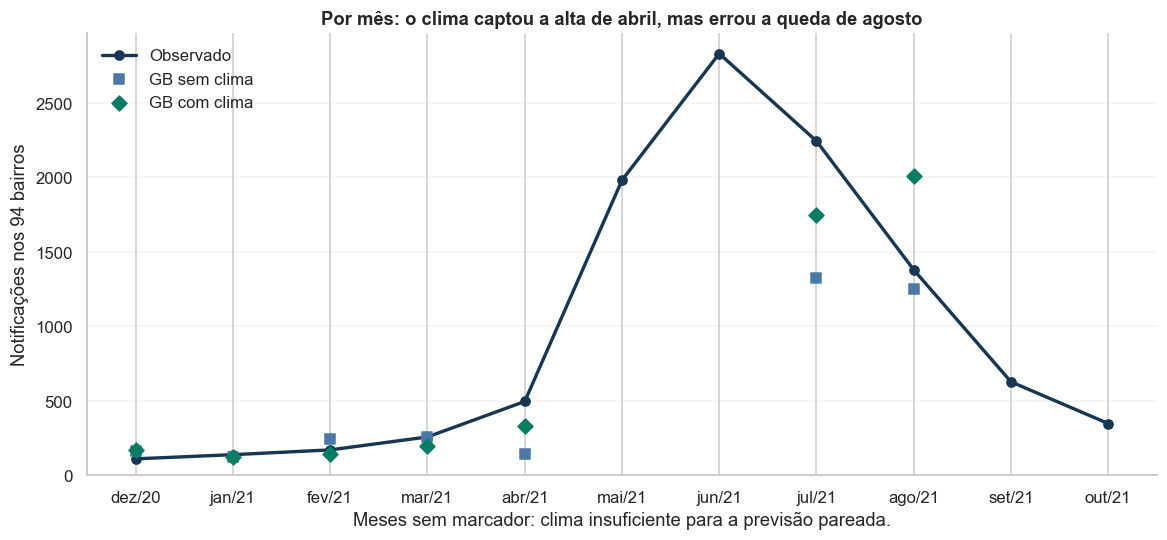 Por mês: o clima captou a alta de abril, mas errou a queda de agosto
Observado
GB sem clima
GB com clima
Notificações nos 94 bairros
2500
2000
1500
1000
500
0
dez/20 jan/21 fev/21 mar/21 abr/21 mai/21 jun/21 jul/21 ago/21 set/21 out/21
Meses sem marcador: clima insuficiente para a previsão pareada.